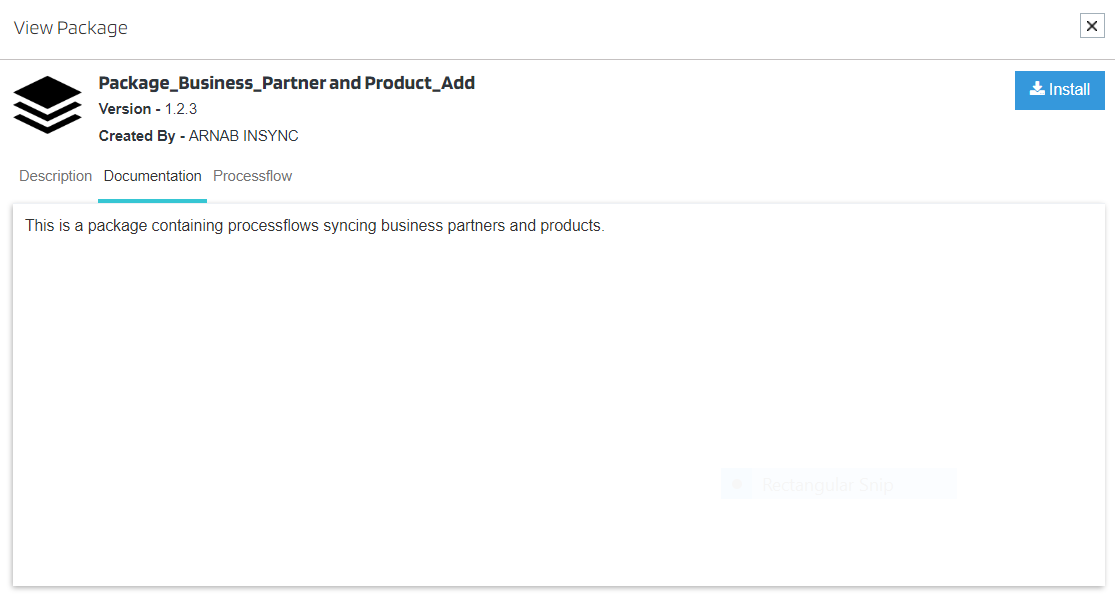 View Package
Package_Business_Partner and Product_Add
Install
Version - 1.2.3
Created By - ARNAB INSYNC
Description Documentation Processflow
This is a package containing processflows syncing business partners and products.
Rectangular Snip